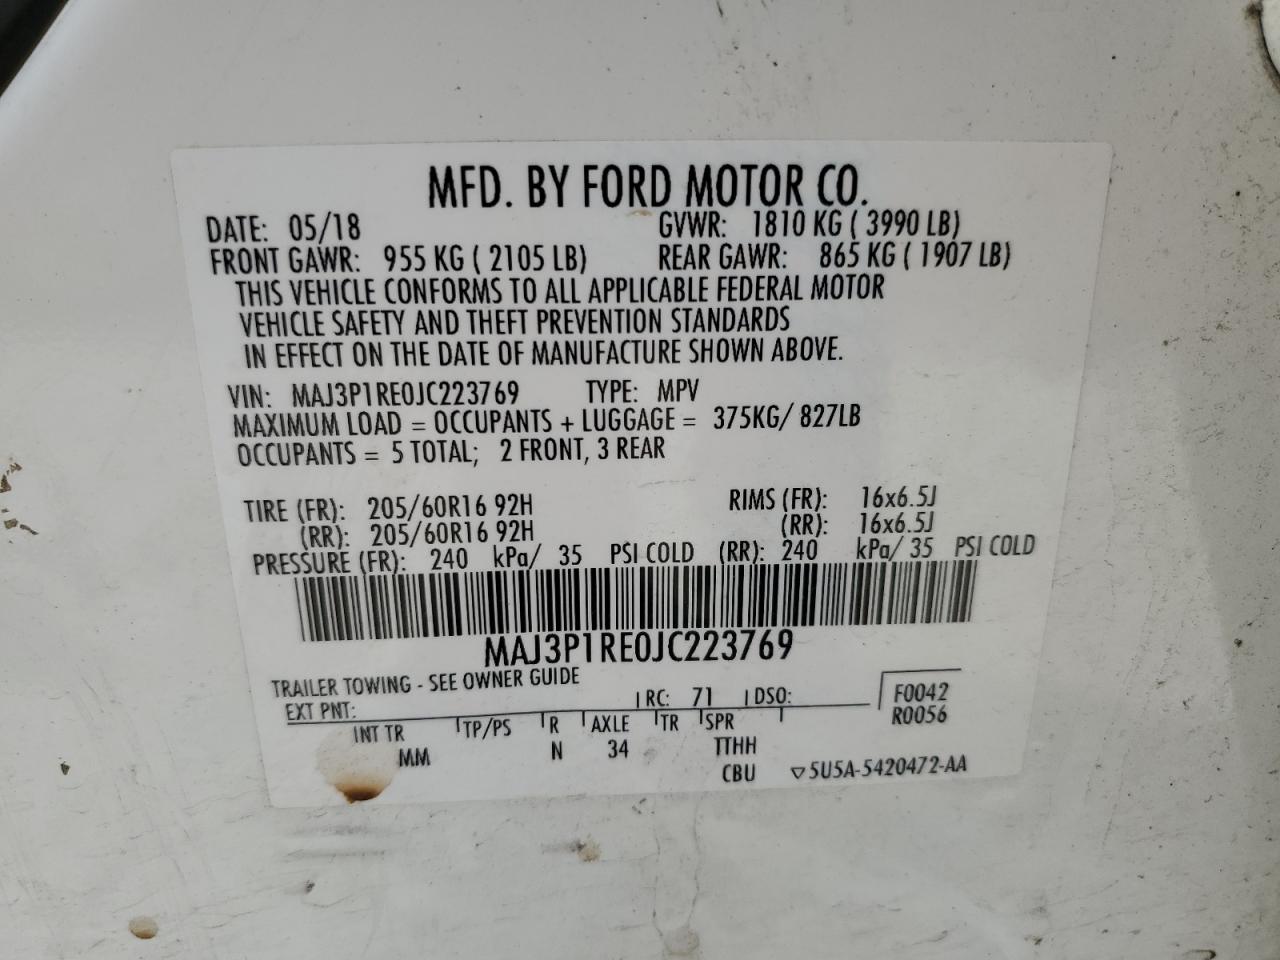 MFD. BY FORD MOTOR CO.
DATE: 05/18 GVWR: 1810 KG ( 3990 LB)
FRONT GAWR: 955 KG ( 2105 LB) REAR GAWR: 865 KG ( 1907 LB)
THIS VEHICLE CONFORMS TO ALL APPLICABLE FEDERAL MOTOR
VEHICLE SAFETY AND THEFT PREVENTION STANDARDS
IN EFFECT ON THE DATE OF MANUFACTURE SHOWN ABOVE.
VIN: MAJ3P1RE0JC223769 TYPE: MPV
MAXIMUM LOAD = OCCUPANTS + LUGGAGE = 375KG/ 827LB
OCCUPANTS = 5 TOTAL; 2 FRONT, 3 REAR
TIRE (FR): 205/60R16 92H RIMS (FR): 16x6.5J
(RR): 205/60R16 92H (RR): 16x6.5J
PRESSURE (FR): 240 kPa/ 35 PSI COLD (RR): 240 kPa/ 35 PSI COLD
MAJ3P1RE0JC223769
TRAILER TOWING - SEE OWNER GUIDE
EXT PNT: RC: 71 DSO: F0042
R0056
INT TR TP/PS R AXLE TR SPR
MM N 34 TTHH
CBU ▽5U5A-5420472-AA